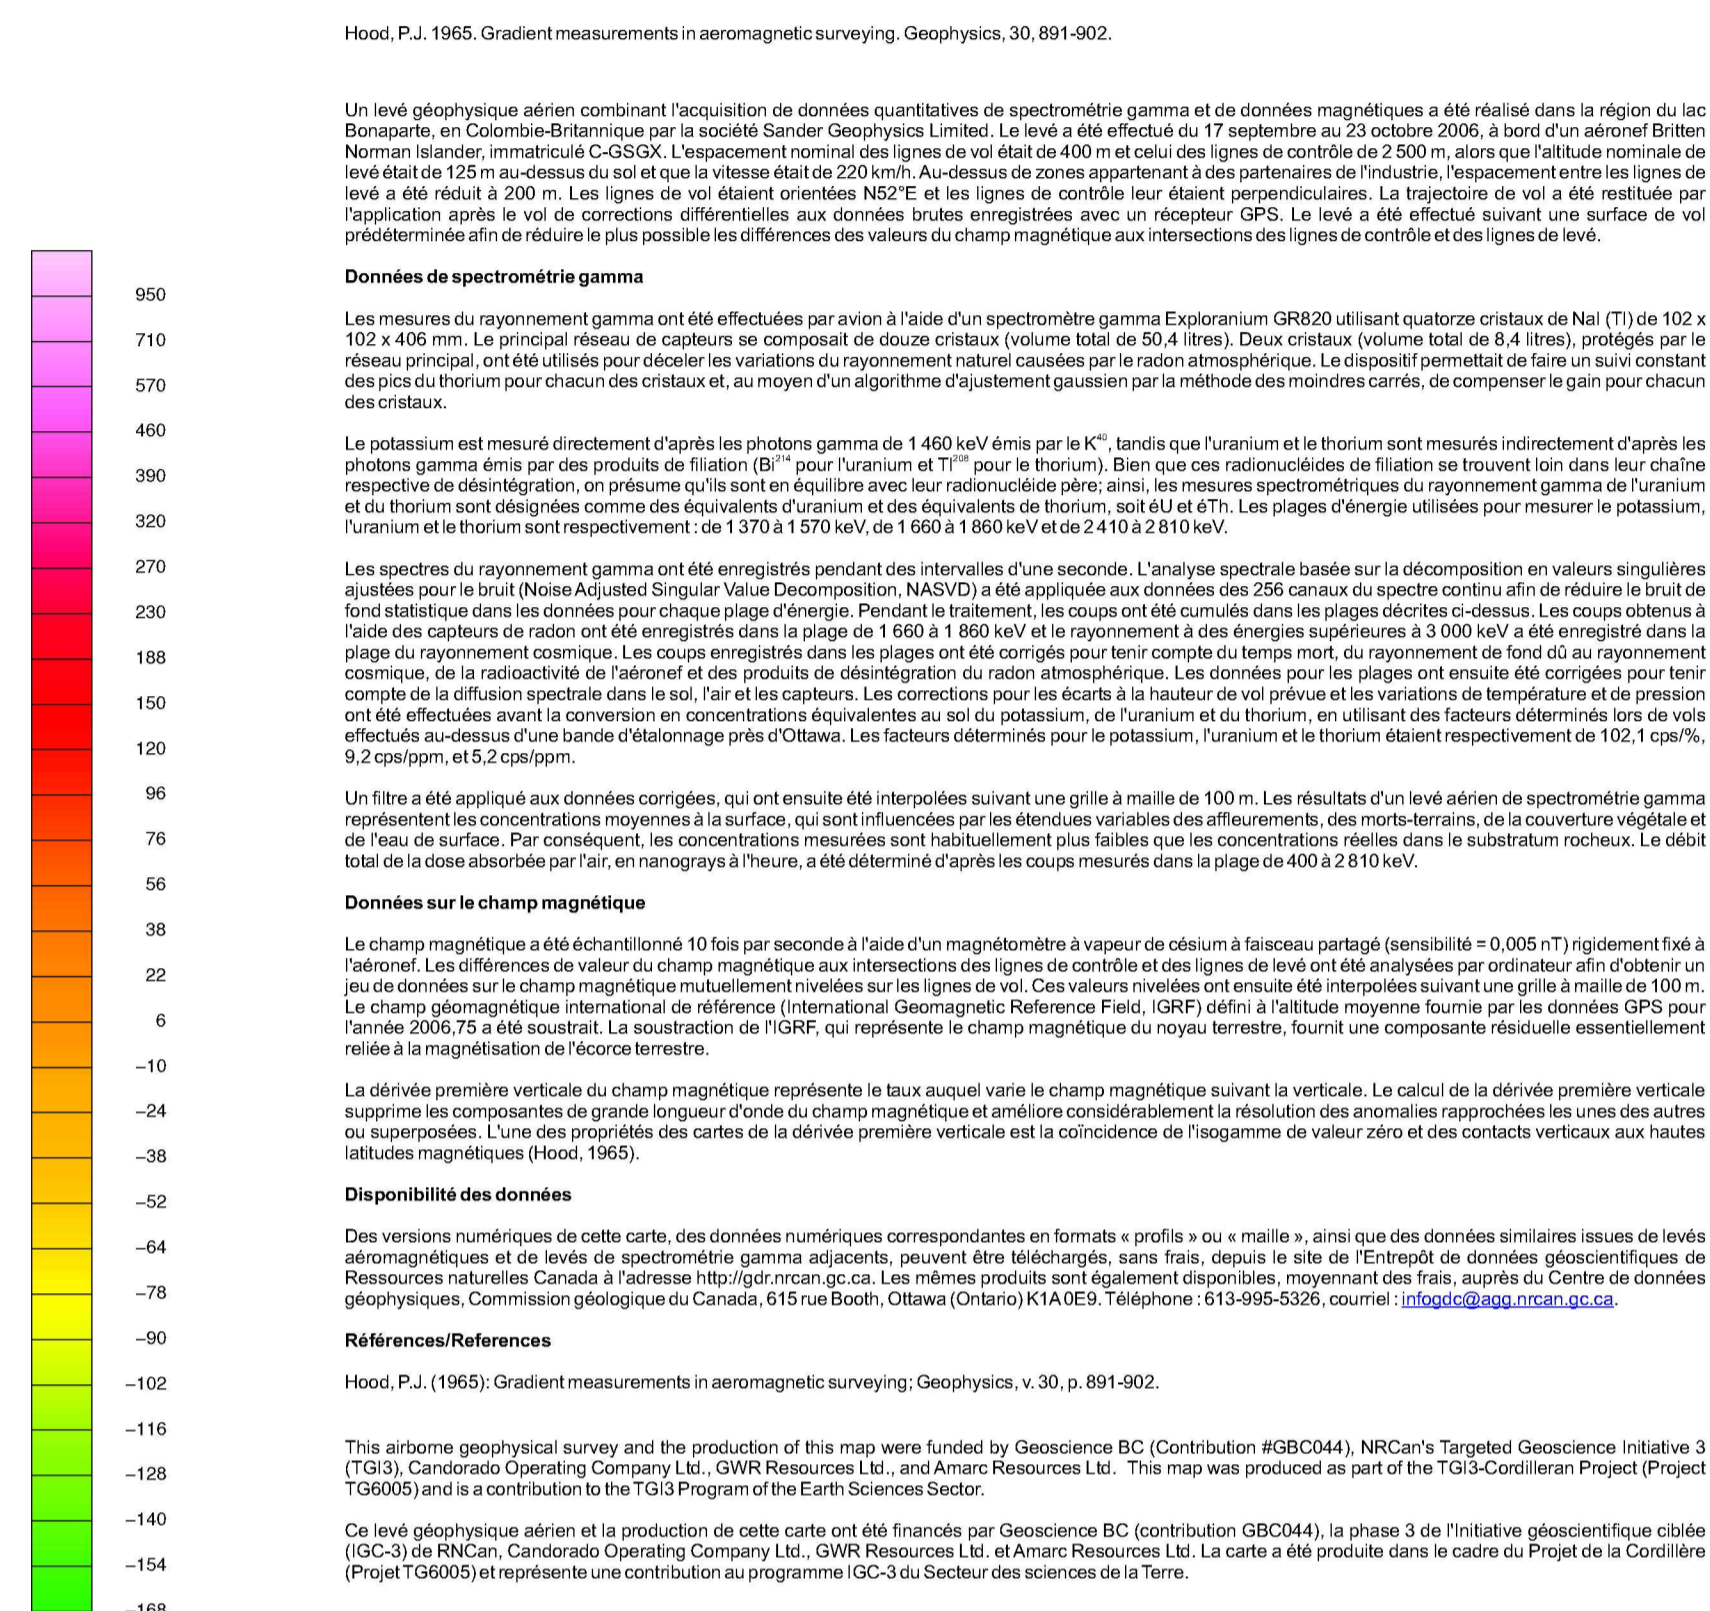 Hood, P.J. 1965. Gradient measurements in aeromagnetic surveying. Geophysics, 30, 891-902.
Un levé géophysique aérien combinant l'acquisition de données quantitatives de spectrométrie gamma et de données magnétiques a été réalisé dans la région du lac
Bonaparte, en Colombie-Britannique par la société Sander Geophysics Limited. Le levé a été effectué du 17 septembre au 23 octobre 2006, à bord d'un aéronef Britten
Norman Islander, immatriculé C-GSGX. L'espacement nominal des lignes de vol était de 400 m et celui des lignes de contrôle de 2 500 m, alors que l'altitude nominale de
levé était de 125 m au-dessus du sol et que la vitesse était de 220 km/h. Au-dessus de zones appartenant à des partenaires de l'industrie, l'espacement entre les lignes de
levé a été réduit à 200 m. Les lignes de vol étaient orientées N52°E et les lignes de contrôle leur étaient perpendiculaires. La trajectoire de vol a été restituée par
l'application après le vol de corrections différentielles aux données brutes enregistrées avec un récepteur GPS. Le levé a été effectué suivant une surface de vol
prédéterminée afin de réduire le plus possible les différences des valeurs du champ magnétique aux intersections des lignes de contrôle et des lignes de levé.
Données de spectrométrie gamma
Les mesures du rayonnement gamma ont été effectuées par avion à l'aide d'un spectromètre gamma Exploranium GR820 utilisant quatorze cristaux de NaI (Tl) de 102 x
102 x 406 mm. Le principal réseau de capteurs se composait de douze cristaux (volume total de 50,4 litres). Deux cristaux (volume total de 8,4 litres), protégés par le
réseau principal, ont été utilisés pour déceler les variations du rayonnement naturel causées par le radon atmosphérique. Le dispositif permettait de faire un suivi constant
des pics du thorium pour chacun des cristaux et, au moyen d'un algorithme d'ajustement gaussien par la méthode des moindres carrés, de compenser le gain pour chacun
des cristaux.
Le potassium est mesuré directement d'après les photons gamma de 1 460 keV émis par le K⁴⁰, tandis que l'uranium et le thorium sont mesurés indirectement d'après les
photons gamma émis par des produits de filiation (Bi²¹⁴ pour l'uranium et Tl²⁰⁸ pour le thorium). Bien que ces radionucléides de filiation se trouvent loin dans leur chaîne
respective de désintégration, on présume qu'ils sont en équilibre avec leur radionucléide père; ainsi, les mesures spectrométriques du rayonnement gamma de l'uranium
et du thorium sont désignées comme des équivalents d'uranium et des équivalents de thorium, soit éU et éTh. Les plages d'énergie utilisées pour mesurer le potassium,
l'uranium et le thorium sont respectivement : de 1 370 à 1 570 keV, de 1 660 à 1 860 keV et de 2 410 à 2 810 keV.
Les spectres du rayonnement gamma ont été enregistrés pendant des intervalles d'une seconde. L'analyse spectrale basée sur la décomposition en valeurs singulières
ajustées pour le bruit (Noise Adjusted Singular Value Decomposition, NASVD) a été appliquée aux données des 256 canaux du spectre continu afin de réduire le bruit de
fond statistique dans les données pour chaque plage d'énergie. Pendant le traitement, les coups ont été cumulés dans les plages décrites ci-dessus. Les coups obtenus à
l'aide des capteurs de radon ont été enregistrés dans la plage de 1 660 à 1 860 keV et le rayonnement à des énergies supérieures à 3 000 keV a été enregistré dans la
plage du rayonnement cosmique. Les coups enregistrés dans les plages ont été corrigés pour tenir compte du temps mort, du rayonnement de fond dû au rayonnement
cosmique, de la radioactivité de l'aéronef et des produits de désintégration du radon atmosphérique. Les données pour les plages ont ensuite été corrigées pour tenir
compte de la diffusion spectrale dans le sol, l'air et les capteurs. Les corrections pour les écarts à la hauteur de vol prévue et les variations de température et de pression
ont été effectuées avant la conversion en concentrations équivalentes au sol du potassium, de l'uranium et du thorium, en utilisant des facteurs déterminés lors de vols
effectués au-dessus d'une bande d'étalonnage près d'Ottawa. Les facteurs déterminés pour le potassium, l'uranium et le thorium étaient respectivement de 102,1 cps/%,
9,2 cps/ppm, et 5,2 cps/ppm.
Un filtre a été appliqué aux données corrigées, qui ont ensuite été interpolées suivant une grille à maille de 100 m. Les résultats d'un levé aérien de spectrométrie gamma
représentent les concentrations moyennes à la surface, qui sont influencées par les étendues variables des affleurements, des morts-terrains, de la couverture végétale et
de l'eau de surface. Par conséquent, les concentrations mesurées sont habituellement plus faibles que les concentrations réelles dans le substratum rocheux. Le débit
total de la dose absorbée par l'air, en nanograys à l'heure, a été déterminé d'après les coups mesurés dans la plage de 400 à 2 810 keV.
Données sur le champ magnétique
Le champ magnétique a été échantillonné 10 fois par seconde à l'aide d'un magnétomètre à vapeur de césium à faisceau partagé (sensibilité = 0,005 nT) rigidement fixé à
l'aéronef. Les différences de valeur du champ magnétique aux intersections des lignes de contrôle et des lignes de levé ont été analysées par ordinateur afin d'obtenir un
jeu de données sur le champ magnétique mutuellement nivelées sur les lignes de vol. Ces valeurs nivelées ont ensuite été interpolées suivant une grille à maille de 100 m.
Le champ géomagnétique international de référence (International Geomagnetic Reference Field, IGRF) défini à l'altitude moyenne fournie par les données GPS pour
l'année 2006,75 a été soustrait. La soustraction de l'IGRF, qui représente le champ magnétique du noyau terrestre, fournit une composante résiduelle essentiellement
reliée à la magnétisation de l'écorce terrestre.
La dérivée première verticale du champ magnétique représente le taux auquel varie le champ magnétique suivant la verticale. Le calcul de la dérivée première verticale
supprime les composantes de grande longueur d'onde du champ magnétique et améliore considérablement la résolution des anomalies rapprochées les unes des autres
ou superposées. L'une des propriétés des cartes de la dérivée première verticale est la coïncidence de l'isogamme de valeur zéro et des contacts verticaux aux hautes
latitudes magnétiques (Hood, 1965).
Disponibilité des données
Des versions numériques de cette carte, des données numériques correspondantes en formats « profils » ou « maille », ainsi que des données similaires issues de levés
aéromagnétiques et de levés de spectrométrie gamma adjacents, peuvent être téléchargés, sans frais, depuis le site de l'Entrepôt de données géoscientifiques de
Ressources naturelles Canada à l'adresse http://gdr.nrcan.gc.ca. Les mêmes produits sont également disponibles, moyennant des frais, auprès du Centre de données
géophysiques, Commission géologique du Canada, 615 rue Booth, Ottawa (Ontario) K1A 0E9. Téléphone : 613-995-5326, courriel : infogdc@agg.nrcan.gc.ca.
Références/References
Hood, P.J. (1965): Gradient measurements in aeromagnetic surveying; Geophysics, v. 30, p. 891-902.
This airborne geophysical survey and the production of this map were funded by Geoscience BC (Contribution #GBC044), NRCan's Targeted Geoscience Initiative 3
(TGI3), Candorado Operating Company Ltd., GWR Resources Ltd., and Amarc Resources Ltd. This map was produced as part of the TGI3-Cordilleran Project (Project
TG6005) and is a contribution to the TGI3 Program of the Earth Sciences Sector.
Ce levé géophysique aérien et la production de cette carte ont été financés par Geoscience BC (contribution GBC044), la phase 3 de l'Initiative géoscientifique ciblée
(IGC-3) de RNCan, Candorado Operating Company Ltd., GWR Resources Ltd. et Amarc Resources Ltd. La carte a été produite dans le cadre du Projet de la Cordillère
(Projet TG6005) et représente une contribution au programme IGC-3 du Secteur des sciences de la Terre.
950
710
570
460
390
320
270
230
188
150
120
96
76
56
38
22
6
–10
–24
–38
–52
–64
–78
–90
–102
–116
–128
–140
–154
–168